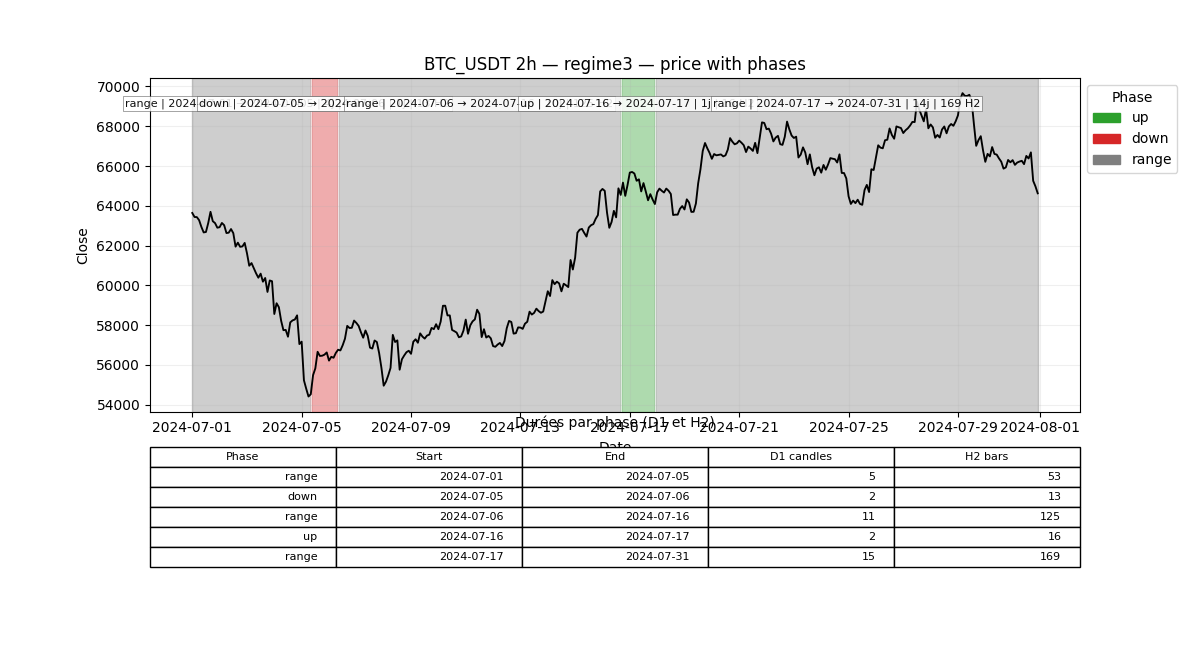 BTC_USDT 2h — regime3 — price with phases
70000
68000
66000
64000
62000
60000
58000
56000
54000
Close
range | 2024
down | 2024-07-05 → 202
range | 2024-07-06 → 2024-07-
up | 2024-07-16 → 2024-07-17 | 1j
range | 2024-07-17 → 2024-07-31 | 14j | 169 H2
Phase
up
down
range
2024-07-01 2024-07-05 2024-07-09 2024-07-13 2024-07-17 2024-07-21 2024-07-25 2024-07-29 2024-08-01
Durées par phase (D1 et H2)
Date
Phase Start End D1 candles H2 bars
range 2024-07-01 2024-07-05 5 53
down 2024-07-05 2024-07-06 2 13
range 2024-07-06 2024-07-16 11 125
up 2024-07-16 2024-07-17 2 16
range 2024-07-17 2024-07-31 15 169